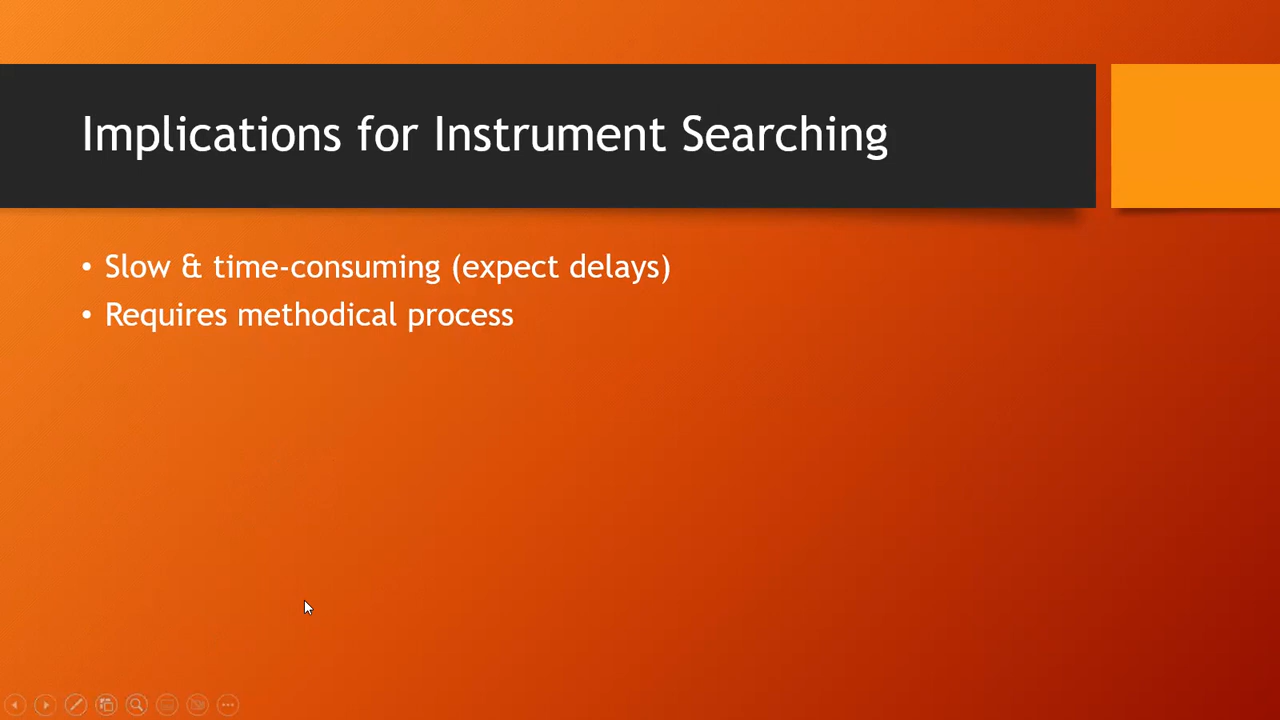 Implications for Instrument Searching
• Slow & time-consuming (expect delays)
• Requires methodical process